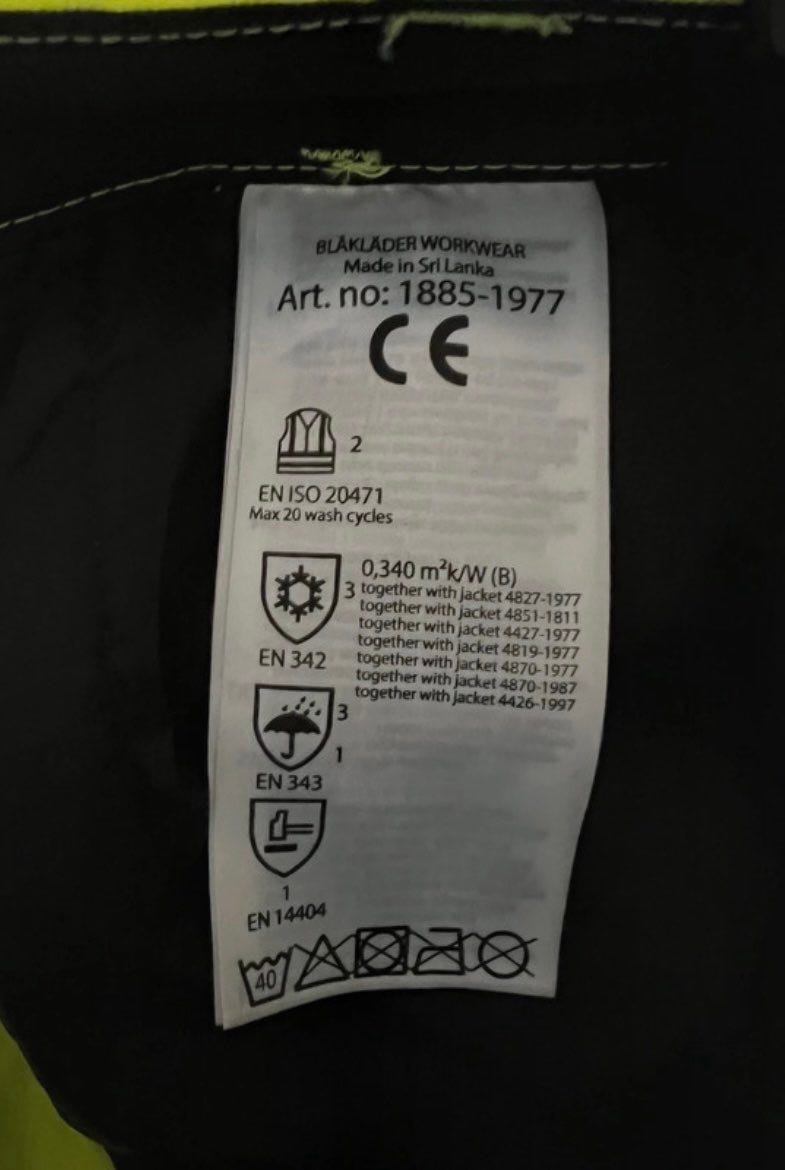 BLÅKLÄDER WORKWEAR
Made in Sri Lanka
Art. no: 1885-1977
CE
2
EN ISO 20471
Max 20 wash cycles
0,340 m²k/W (B)
3 together with jacket 4827-1977
together with jacket 4851-1811
together with jacket 4427-1977
together with jacket 4819-1977
together with jacket 4870-1977
together with jacket 4870-1987
together with jacket 4426-1997
EN 342
3
1
EN 343
1
EN 14404
40